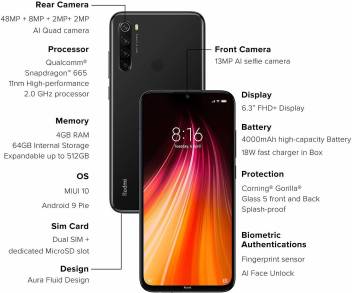 Rear Camera
48MP + 8MP + 2MP+ 2MP
AI Quad camera
Processor
Qualcomm®
Snapdragon™ 665
11nm High-performance
2.0 GHz processor
Memory
4GB RAM
64GB Internal Storage
Expandable up to 512GB
OS
MIUI 10
Android 9 Pie
Sim Card
Dual SIM +
dedicated MicroSD slot
Design
Aura Fluid Design
Redmi
Front Camera
13MP AI selfie camera
8:16
Redmi
Display
6.3" FHD+ Display
Battery
4000mAh high-capacity Battery
18W fast charger in Box
Protection
Corning® Gorilla®
Glass 5 front and Back
Splash-proof
Biometric
Authentications
Fingerprint sensor
AI Face Unlock